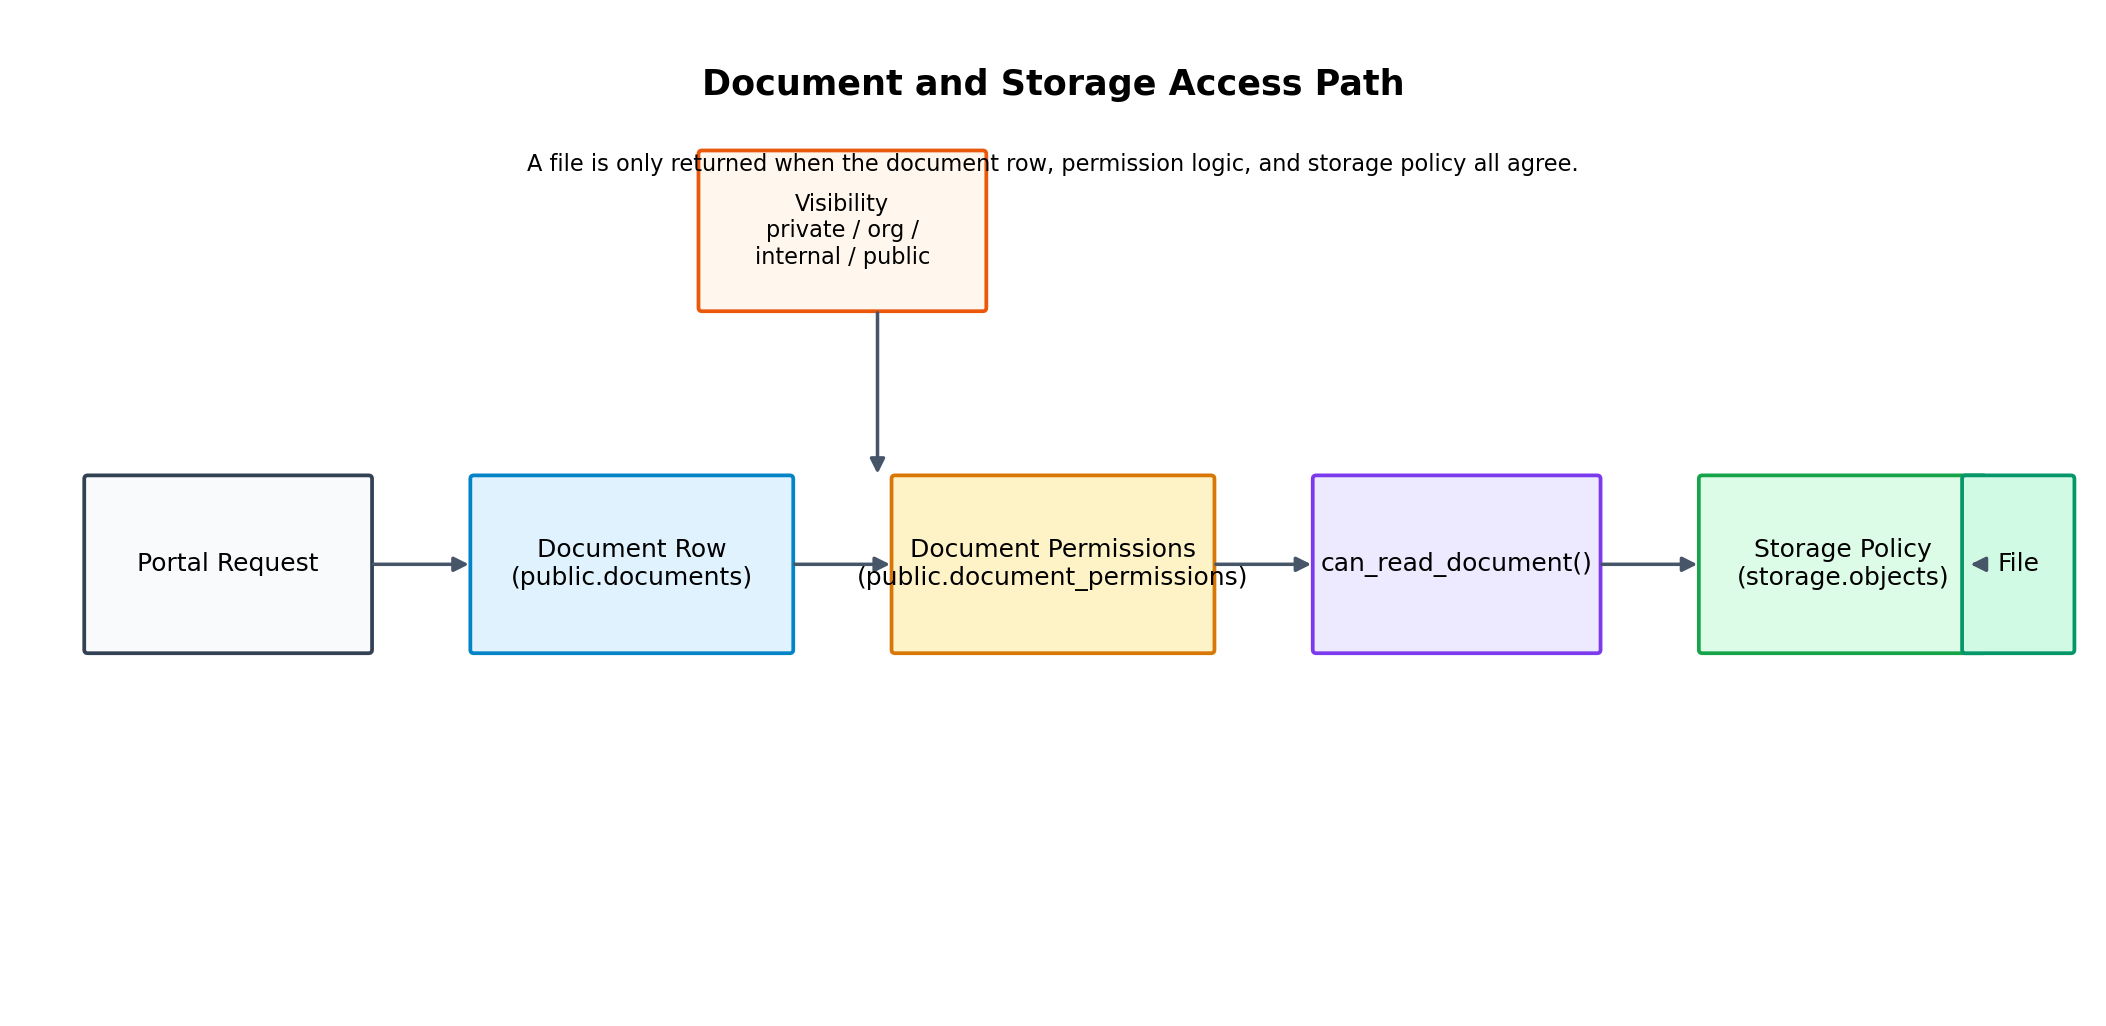 Document and Storage Access Path
A file is only returned when the document row, permission logic, and storage policy all agree.
Visibility
private / org /
internal / public
Portal Request
Document Row
(public.documents)
Document Permissions
(public.document_permissions)
can_read_document()
Storage Policy
(storage.objects)
File